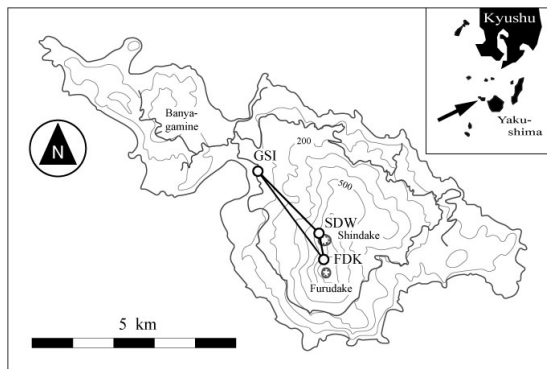 Kyushu
Yaku-
shima
Banya-
gamine
N
GSI
200
500
SDW
Shindake
FDK
Furudake
5 km